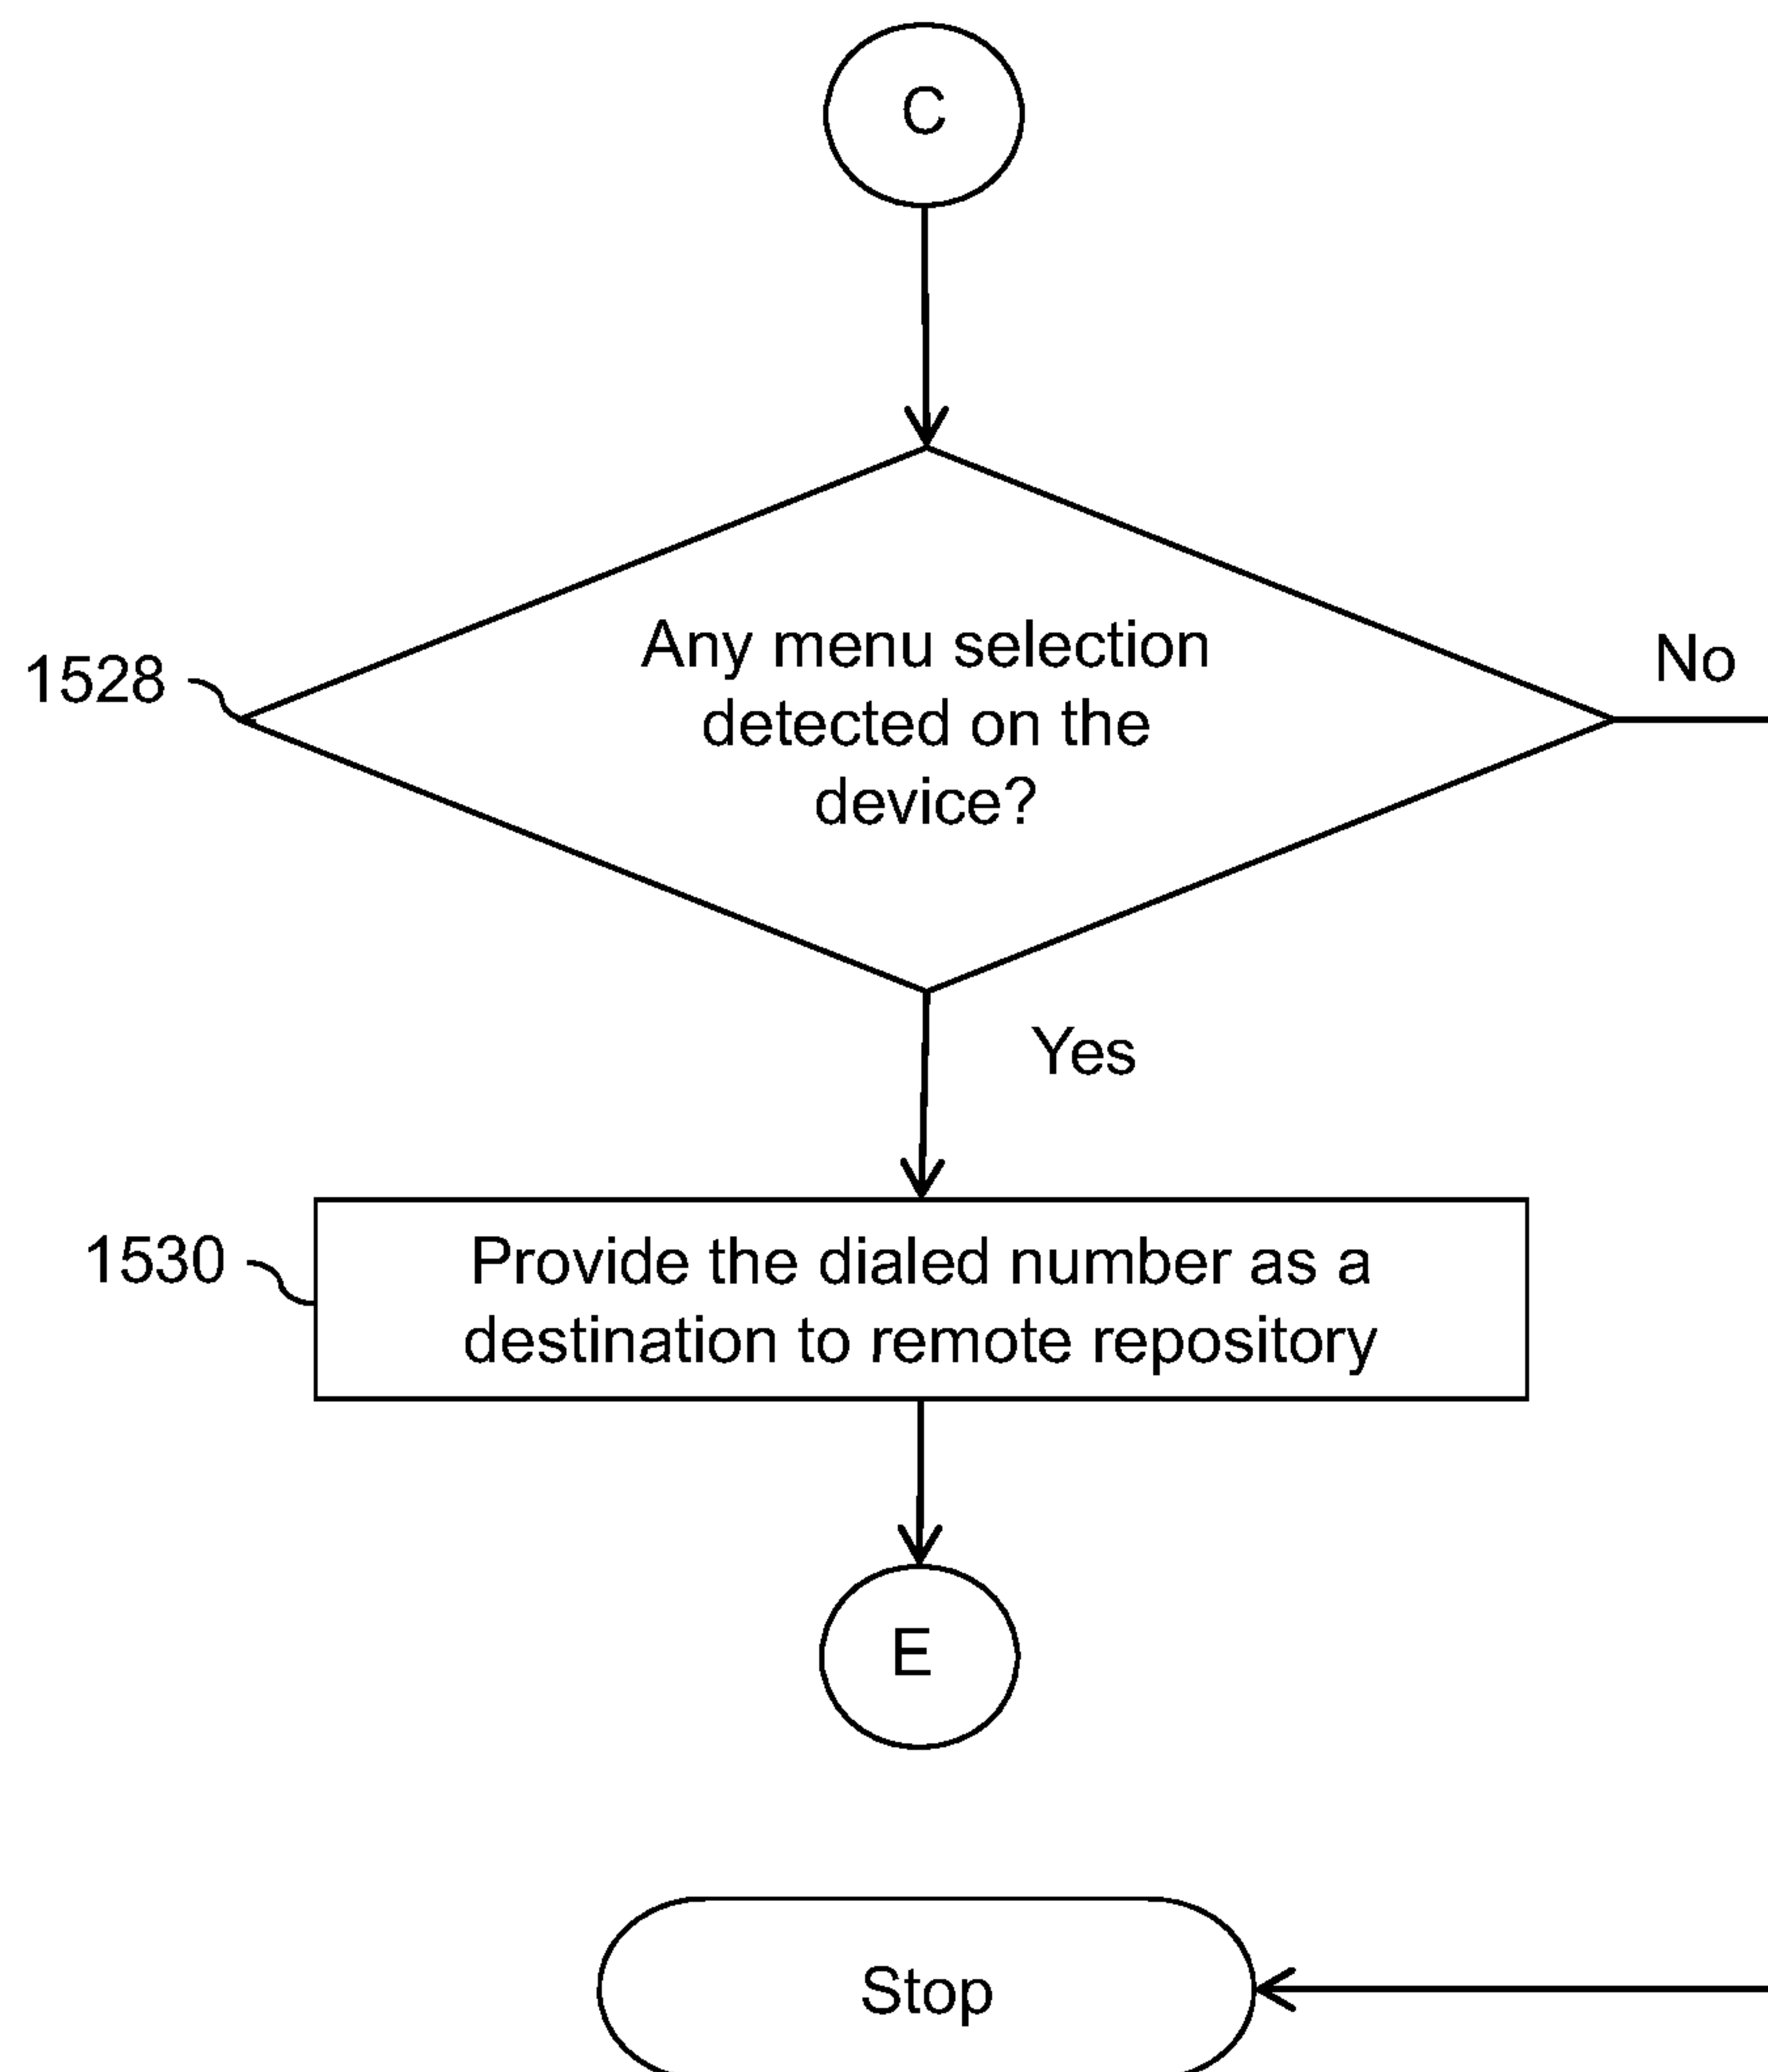 C
Any menu selection
detected on the
device?
1528
No
Yes
1530
Provide the dialed number as a
destination to remote repository
E
Stop